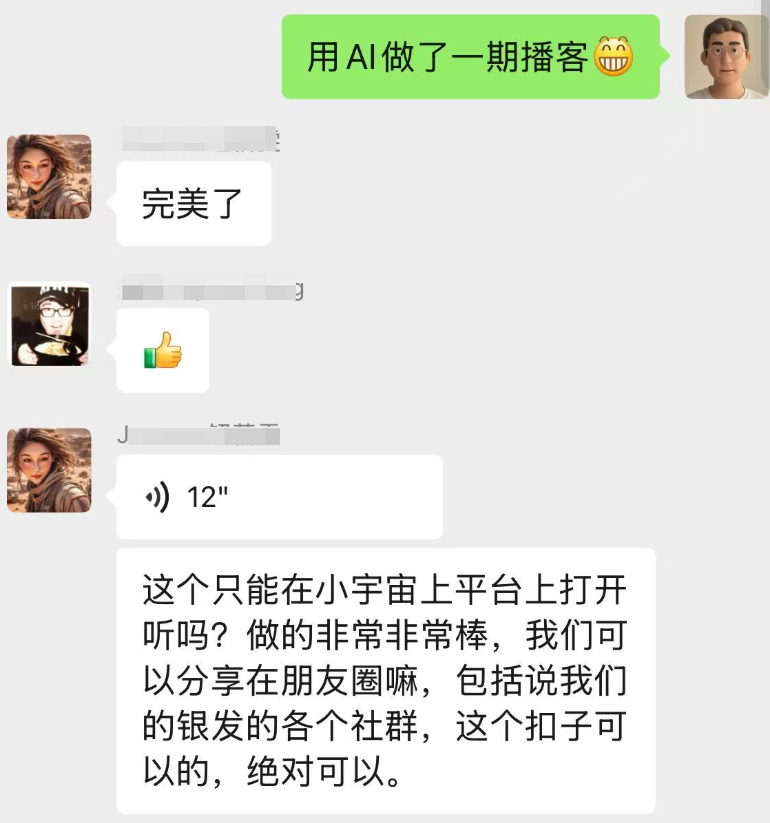 用AI做了一期播客😁
完美了
👍
12"
这个只能在小宇宙上平台上打开
听吗？做的非常非常棒，我们可
以分享在朋友圈嘛，包括说我们
的银发的各个社群，这个扣子可
以的，绝对可以。